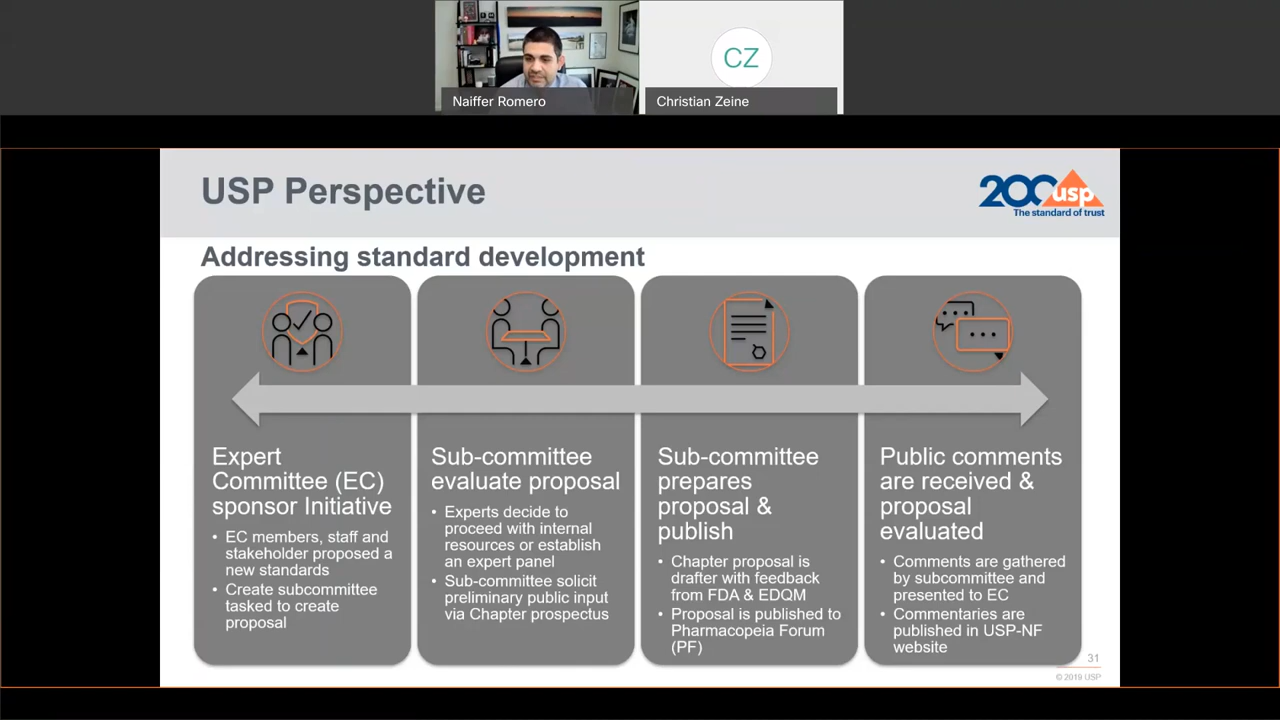 Naiffer Romero
CZ
Christian Zeine
USP Perspective
200 usp
The standard of trust
Addressing standard development
Expert
Committee (EC)
sponsor Initiative
• EC members, staff and
stakeholder proposed a
new standards
• Create subcommittee
tasked to create
proposal
Sub-committee
evaluate proposal
• Experts decide to
proceed with internal
resources or establish
an expert panel
• Sub-committee solicit
preliminary public input
via Chapter prospectus
Sub-committee
prepares
proposal &
publish
• Chapter proposal is
drafter with feedback
from FDA & EDQM
• Proposal is published to
Pharmacopeia Forum
(PF)
Public comments
are received &
proposal
evaluated
• Comments are gathered
by subcommittee and
presented to EC
• Commentaries are
published in USP-NF
website
31
© 2019 USP